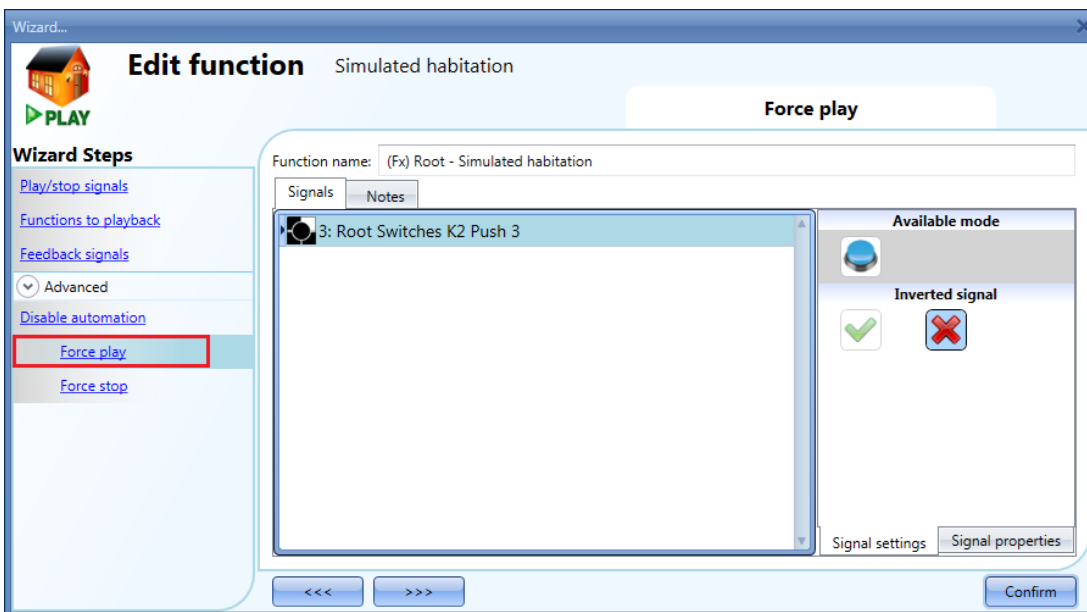 Wizard...
Edit function Simulated habitation
PLAY
Force play
Wizard Steps
Play/stop signals
Functions to playback
Feedback signals
Advanced
Disable automation
Force play
Force stop
Function name: (Fx) Root - Simulated habitation
Signals Notes
3: Root Switches K2 Push 3
Available mode
Inverted signal
Signal settings Signal properties
<<< >>> Confirm